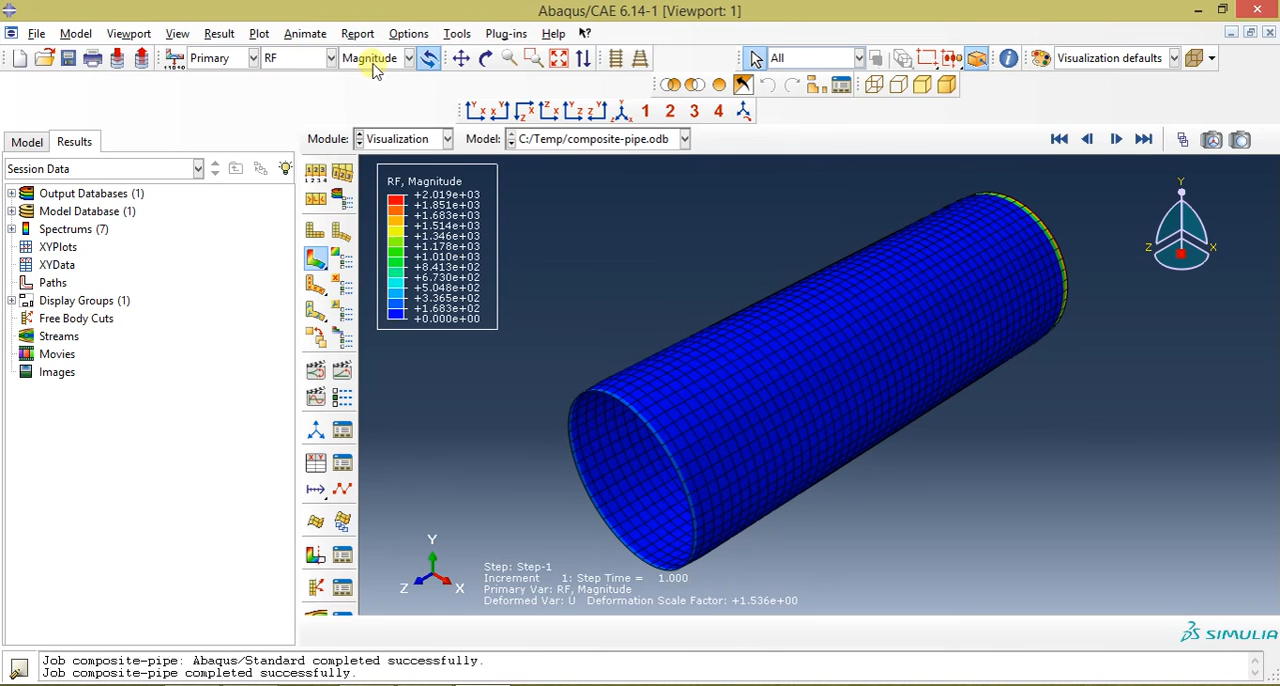 Abaqus/CAE 6.14-1 [Viewport: 1]
File Model Viewport View Result Plot Animate Report Options Tools Plug-ins Help
Primary RF Magnitude All Visualization defaults
1 2 3 4
Model Results Module: Visualization Model: C:/Temp/composite-pipe.odb
Session Data
Output Databases (1)
Model Database (1)
Spectrums (7)
XYPlots
XYData
Paths
Display Groups (1)
Free Body Cuts
Streams
Movies
Images
RF, Magnitude
+2.019e+03
+1.851e+03
+1.683e+03
+1.514e+03
+1.346e+03
+1.178e+03
+1.010e+03
+8.413e+02
+6.730e+02
+5.048e+02
+3.365e+02
+1.683e+02
+0.000e+00
Y
Z X
Y
Z X
Step: Step-1
Increment 1: Step Time = 1.000
Primary Var: RF, Magnitude
Deformed Var: U Deformation Scale Factor: +1.536e+00
SIMULIA
Job composite-pipe: Abaqus/Standard completed successfully.
Job composite-pipe completed successfully.